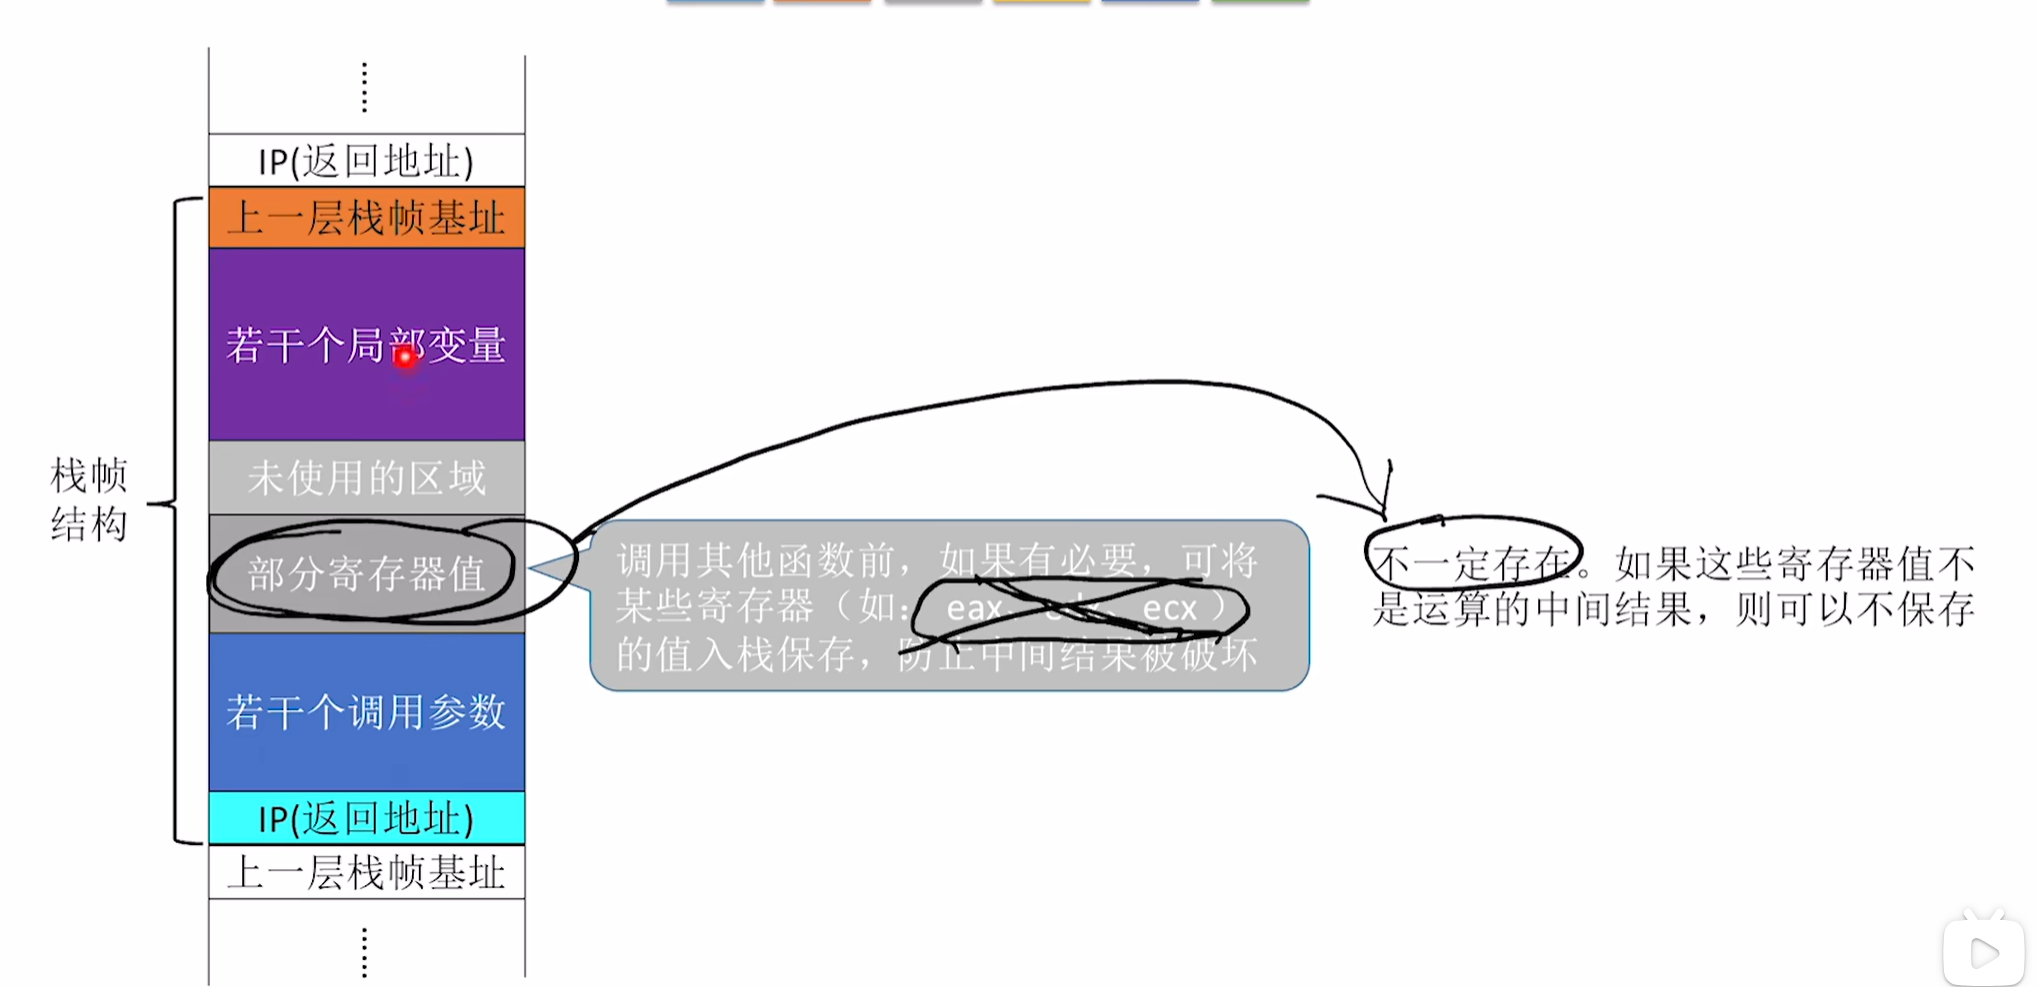 IP(返回地址)
上一层栈帧基址
若干个局部变量
未使用的区域
栈帧
结构
部分寄存器值
调用其他函数前，如果有必要，可将
某些寄存器（如： eax、edx、ecx ）
的值入栈保存，防止中间结果被破坏
不一定存在。如果这些寄存器值不
是运算的中间结果，则可以不保存
若干个调用参数
IP(返回地址)
上一层栈帧基址